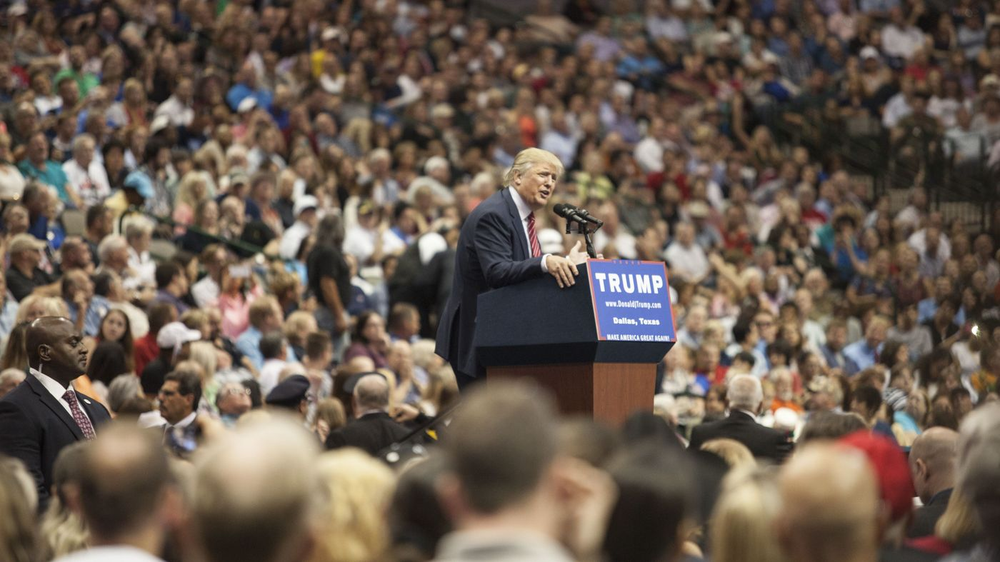 TRUMP
www.DonaldJTrump.com
Dallas, Texas
MAKE AMERICA GREAT AGAIN!